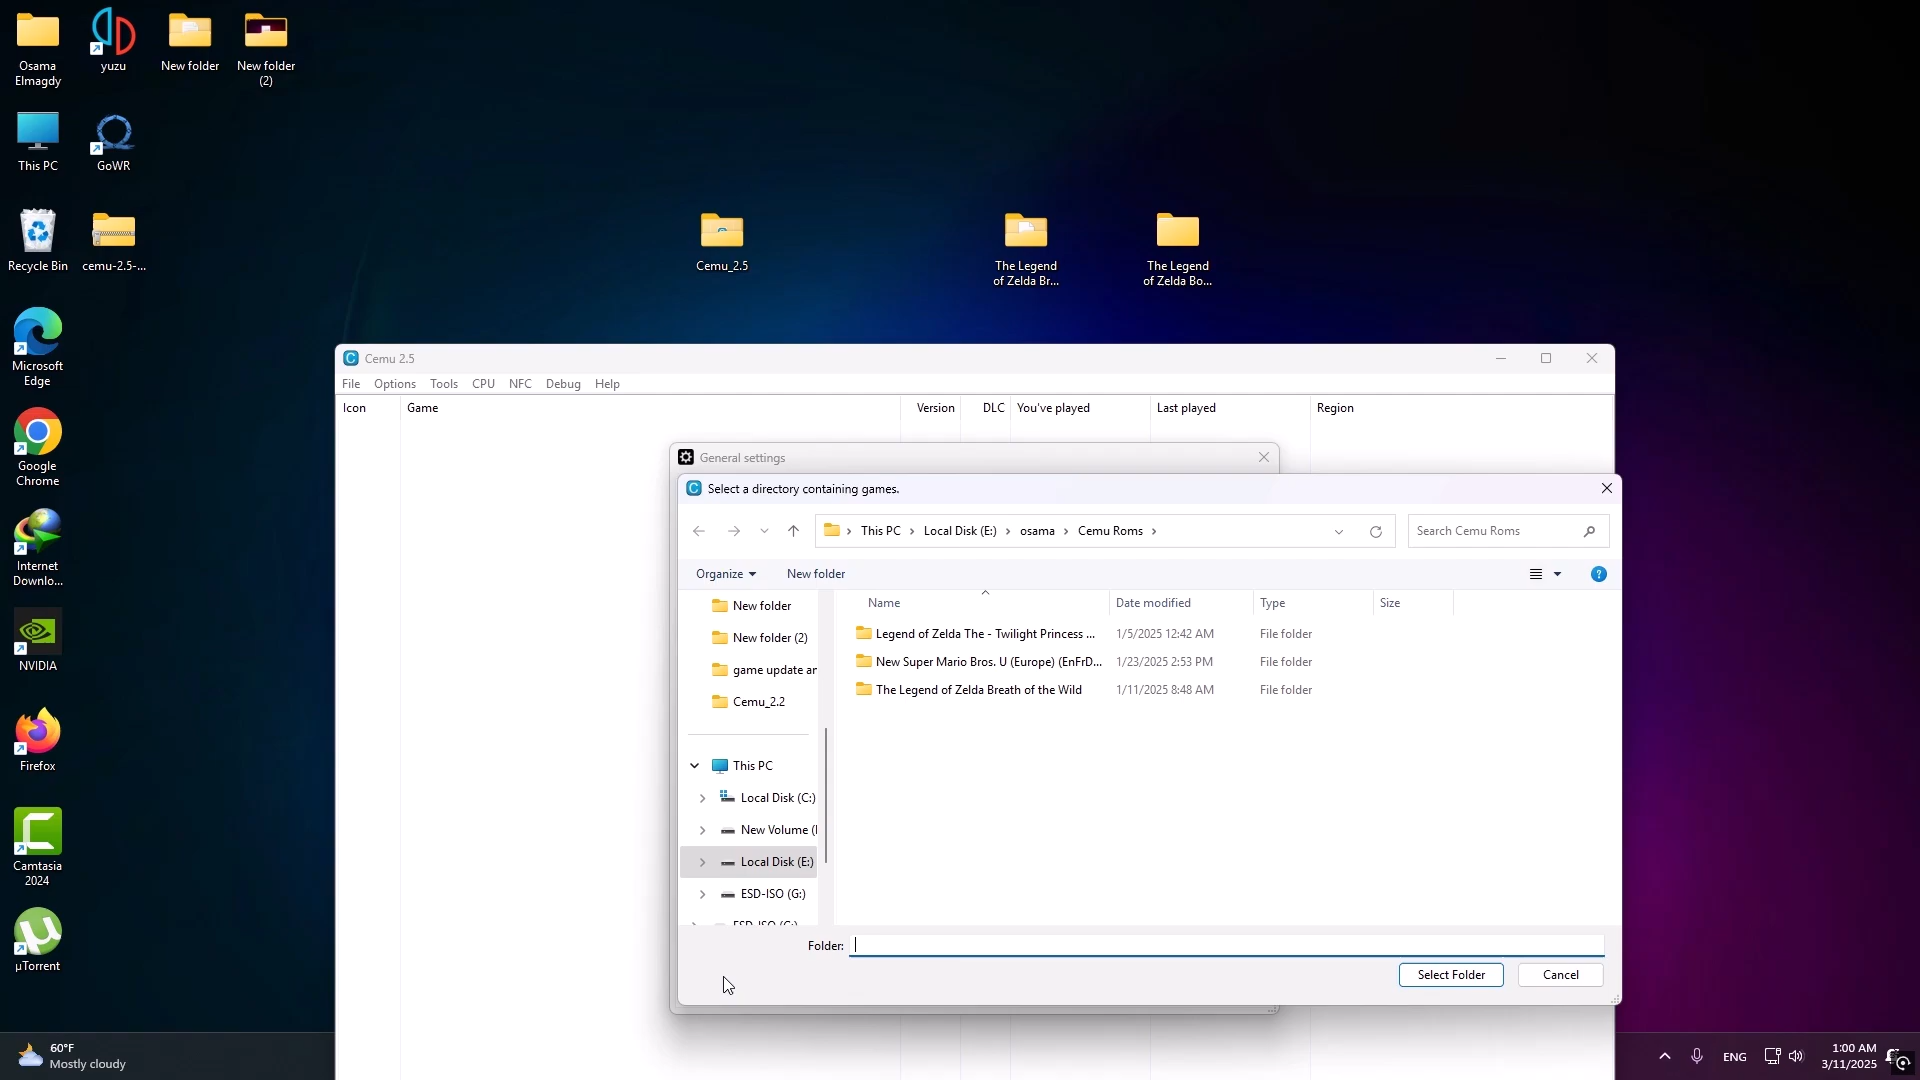 Osama
Elmagdy
yuzu
New folder
New folder
(2)
This PC
GoWR
Recycle Bin
cemu-2.5-...
Cemu_2.5
The Legend
of Zelda Br...
The Legend
of Zelda Bo...
Microsoft
Edge
Google
Chrome
Internet
Downlo...
NVIDIA
Firefox
Camtasia
2024
µTorrent
Cemu 2.5
File Options Tools CPU NFC Debug Help
Icon Game Version DLC You've played Last played Region
General settings
Select a directory containing games.
This PC › Local Disk (E:) › osama › Cemu Roms ›
Search Cemu Roms
Organize New folder
Name Date modified Type Size
Legend of Zelda The - Twilight Princess ... 1/5/2025 12:42 AM File folder
New Super Mario Bros. U (Europe) (EnFrD... 1/23/2025 2:53 PM File folder
The Legend of Zelda Breath of the Wild 1/11/2025 8:48 AM File folder
New folder
New folder (2)
game update an
Cemu_2.2
This PC
Local Disk (C:)
New Volume (
Local Disk (E:)
ESD-ISO (G:)
ESD-ISO (G:)
Folder:
Select Folder Cancel
60°F
Mostly cloudy
ENG
1:00 AM
3/11/2025